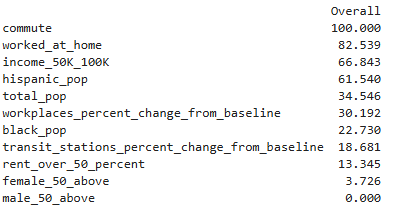 Overall
commute 100.000
worked_at_home 82.539
income_50K_100K 66.843
hispanic_pop 61.540
total_pop 34.546
workplaces_percent_change_from_baseline 30.192
black_pop 22.730
transit_stations_percent_change_from_baseline 18.681
rent_over_50_percent 13.345
female_50_above 3.726
male_50_above 0.000